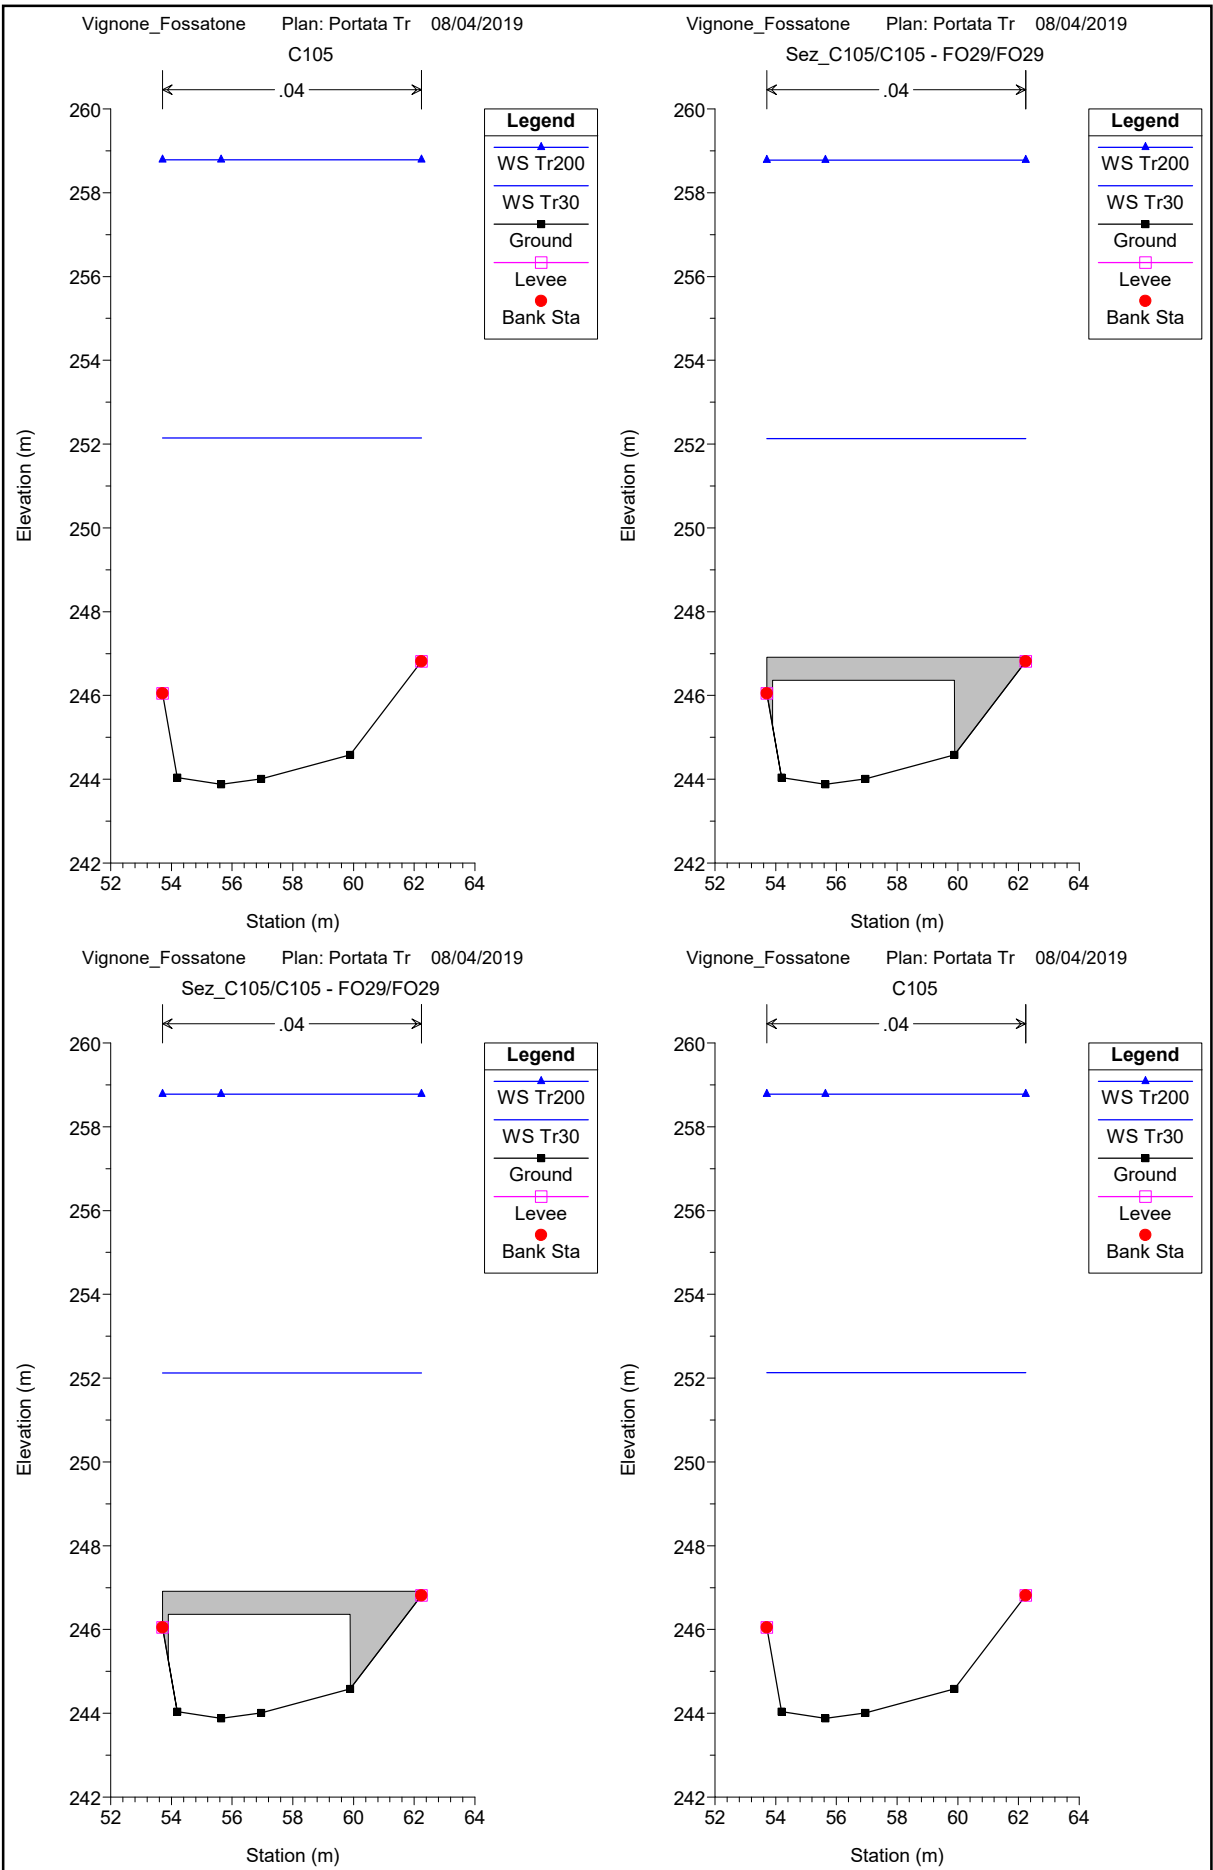 Vignone_Fossatone Plan: Portata Tr 08/04/2019
C105
.04
Legend
WS Tr200
WS Tr30
Ground
Levee
Bank Sta
260
258
256
254
252
250
248
246
244
242
Elevation (m)
52 54 56 58 60 62 64
Station (m)
Vignone_Fossatone Plan: Portata Tr 08/04/2019
Sez_C105/C105 - FO29/FO29
.04
Legend
WS Tr200
WS Tr30
Ground
Levee
Bank Sta
260
258
256
254
252
250
248
246
244
242
Elevation (m)
52 54 56 58 60 62 64
Station (m)
Vignone_Fossatone Plan: Portata Tr 08/04/2019
Sez_C105/C105 - FO29/FO29
.04
Legend
WS Tr200
WS Tr30
Ground
Levee
Bank Sta
260
258
256
254
252
250
248
246
244
242
Elevation (m)
52 54 56 58 60 62 64
Station (m)
Vignone_Fossatone Plan: Portata Tr 08/04/2019
C105
.04
Legend
WS Tr200
WS Tr30
Ground
Levee
Bank Sta
260
258
256
254
252
250
248
246
244
242
Elevation (m)
52 54 56 58 60 62 64
Station (m)